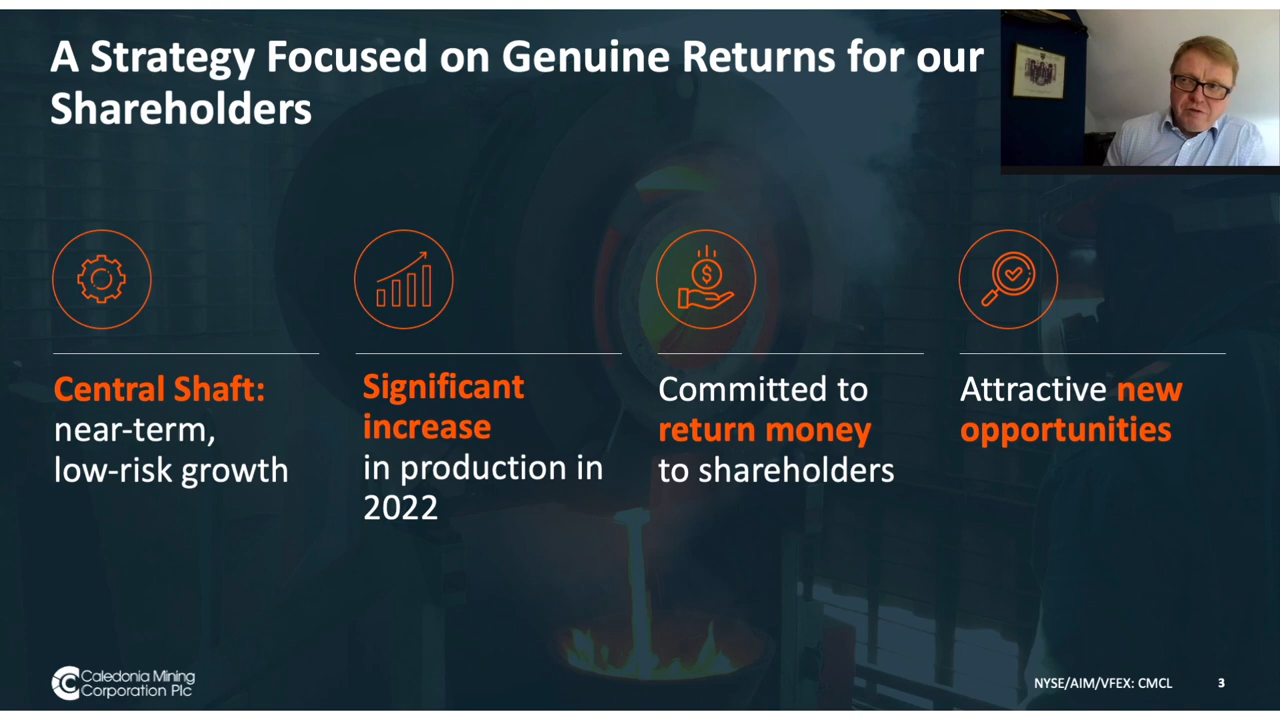 A Strategy Focused on Genuine Returns for our
Shareholders
Central Shaft:
near-term,
low-risk growth
Significant
increase
in production in
2022
Committed to
return money
to shareholders
Attractive new
opportunities
Caledonia Mining
Corporation Plc
NYSE/AIM/VFEX: CMCL
3